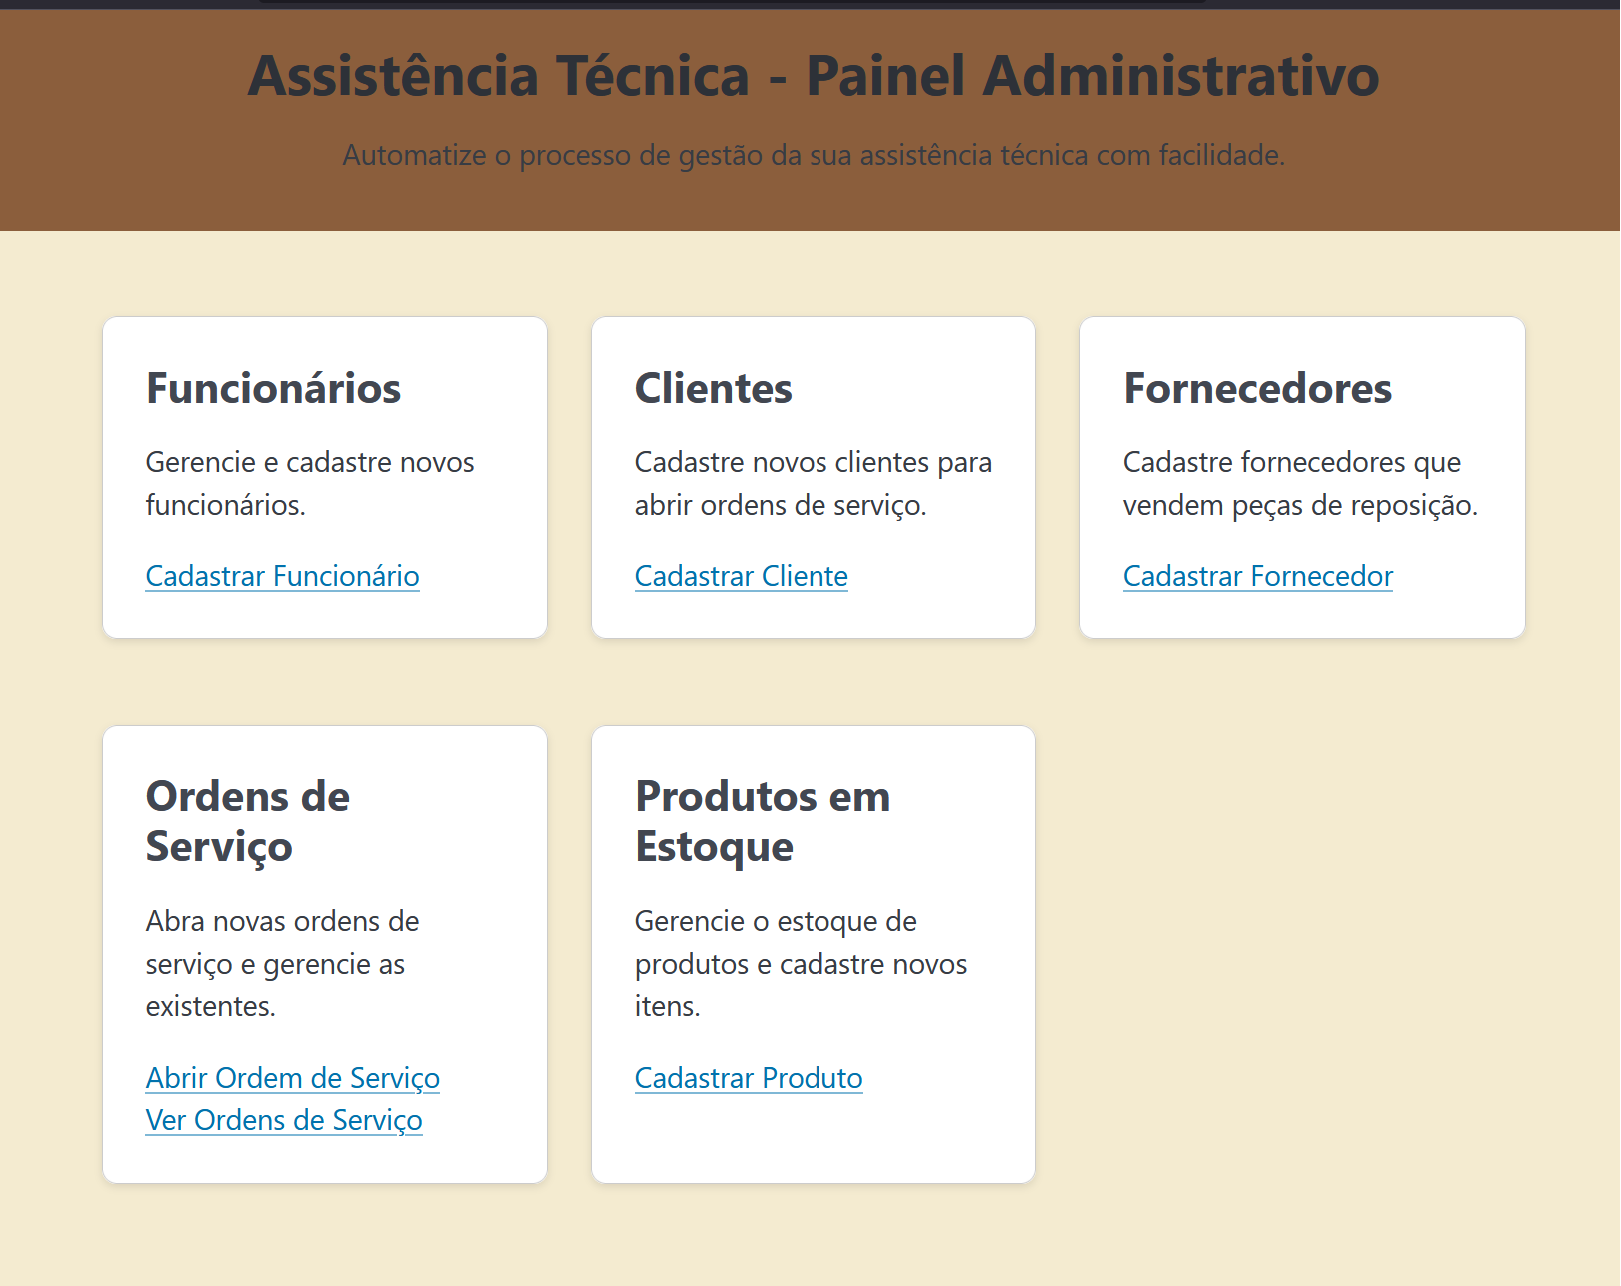 Assistência Técnica - Painel Administrativo
Automatize o processo de gestão da sua assistência técnica com facilidade.
Funcionários
Gerencie e cadastre novos
funcionários.
Cadastrar Funcionário
Clientes
Cadastre novos clientes para
abrir ordens de serviço.
Cadastrar Cliente
Fornecedores
Cadastre fornecedores que
vendem peças de reposição.
Cadastrar Fornecedor
Ordens de
Serviço
Abra novas ordens de
serviço e gerencie as
existentes.
Abrir Ordem de Serviço
Ver Ordens de Serviço
Produtos em
Estoque
Gerencie o estoque de
produtos e cadastre novos
itens.
Cadastrar Produto